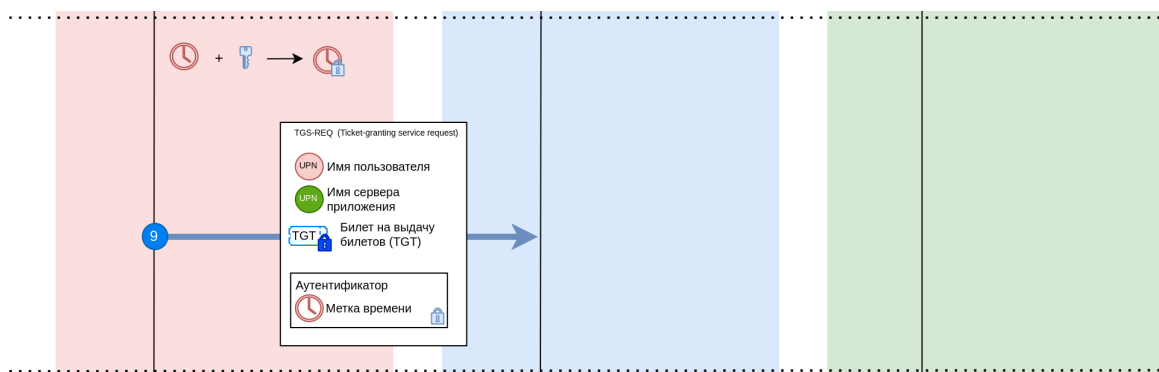 +
TGS-REQ (Ticket-granting service request)
UPN Имя пользователя
UPN Имя сервера
приложения
9
TGT Билет на выдачу
билетов (TGT)
Аутентификатор
Метка времени